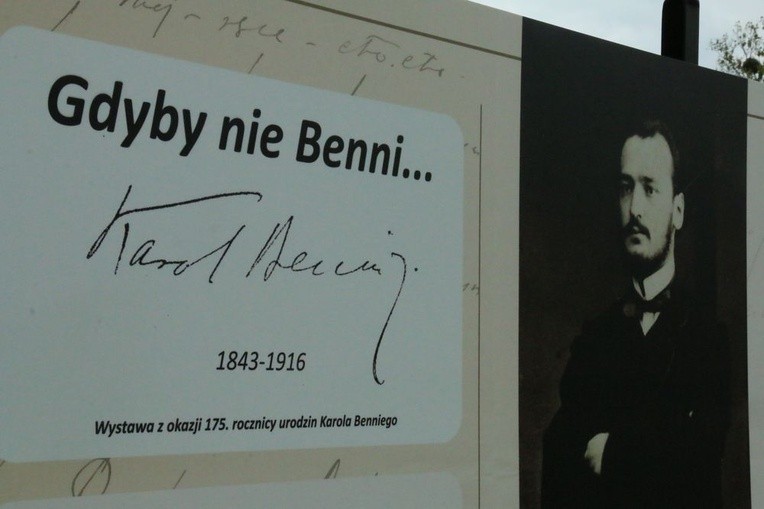 Gdyby nie Benni...
Karol Benni
1843-1916
Wystawa z okazji 175. rocznicy urodzin Karola Benniego